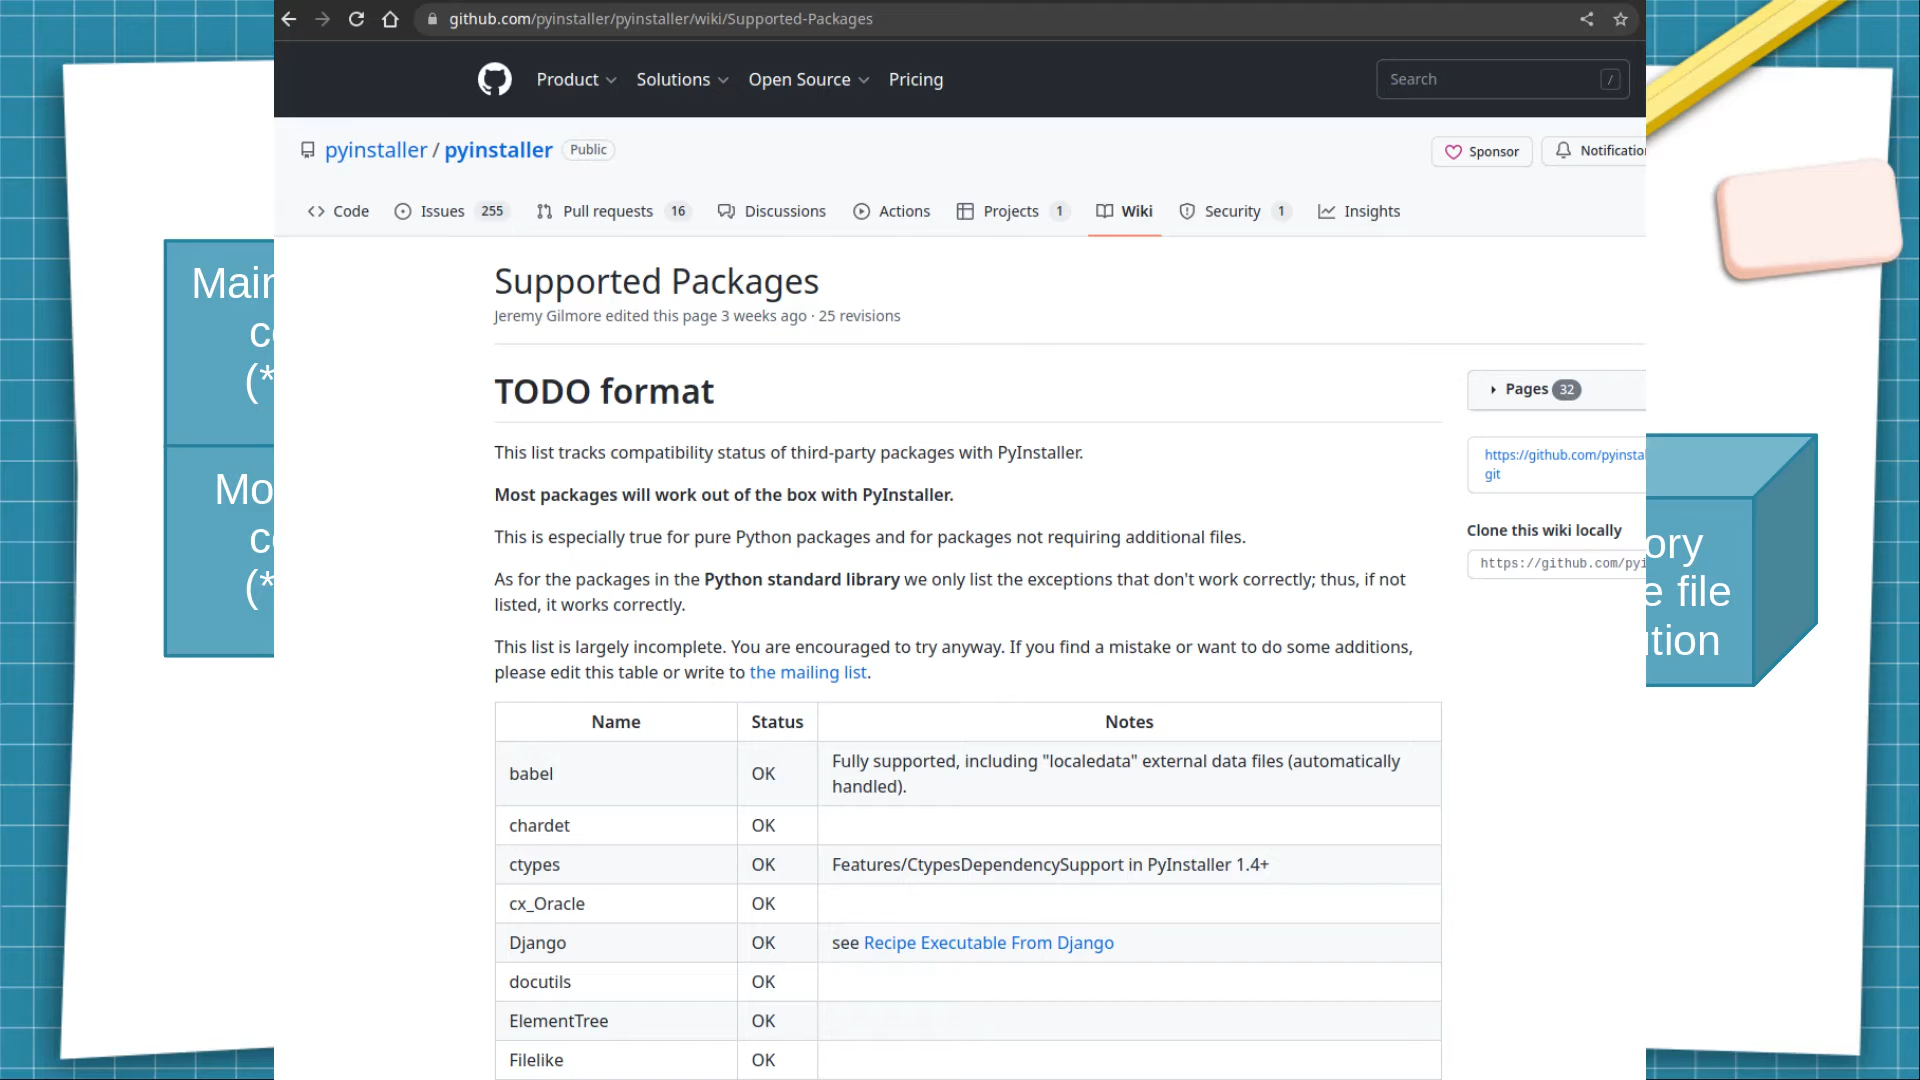 github.com/pyinstaller/pyinstaller/wiki/Supported-Packages
Product Solutions Open Source Pricing
Search /
pyinstaller / pyinstaller Public
Sponsor
Code Issues 255 Pull requests 16 Discussions Actions Projects 1 Wiki Security 1 Insights
Supported Packages
Jeremy Gilmore edited this page 3 weeks ago · 25 revisions
TODO format
Pages 32
This list tracks compatibility status of third-party packages with PyInstaller.
Most packages will work out of the box with PyInstaller.
This is especially true for pure Python packages and for packages not requiring additional files.
As for the packages in the Python standard library we only list the exceptions that don't work correctly; thus, if not
listed, it works correctly.
This list is largely incomplete. You are encouraged to try anyway. If you find a mistake or want to do some additions,
please edit this table or write to the mailing list.
git
Clone this wiki locally
Name Status Notes
babel OK Fully supported, including "localedata" external data files (automatically
handled).
chardet OK
ctypes OK Features/CtypesDependencySupport in PyInstaller 1.4+
cx_Oracle OK
Django OK see Recipe Executable From Django
docutils OK
ElementTree OK
Filelike OK
file